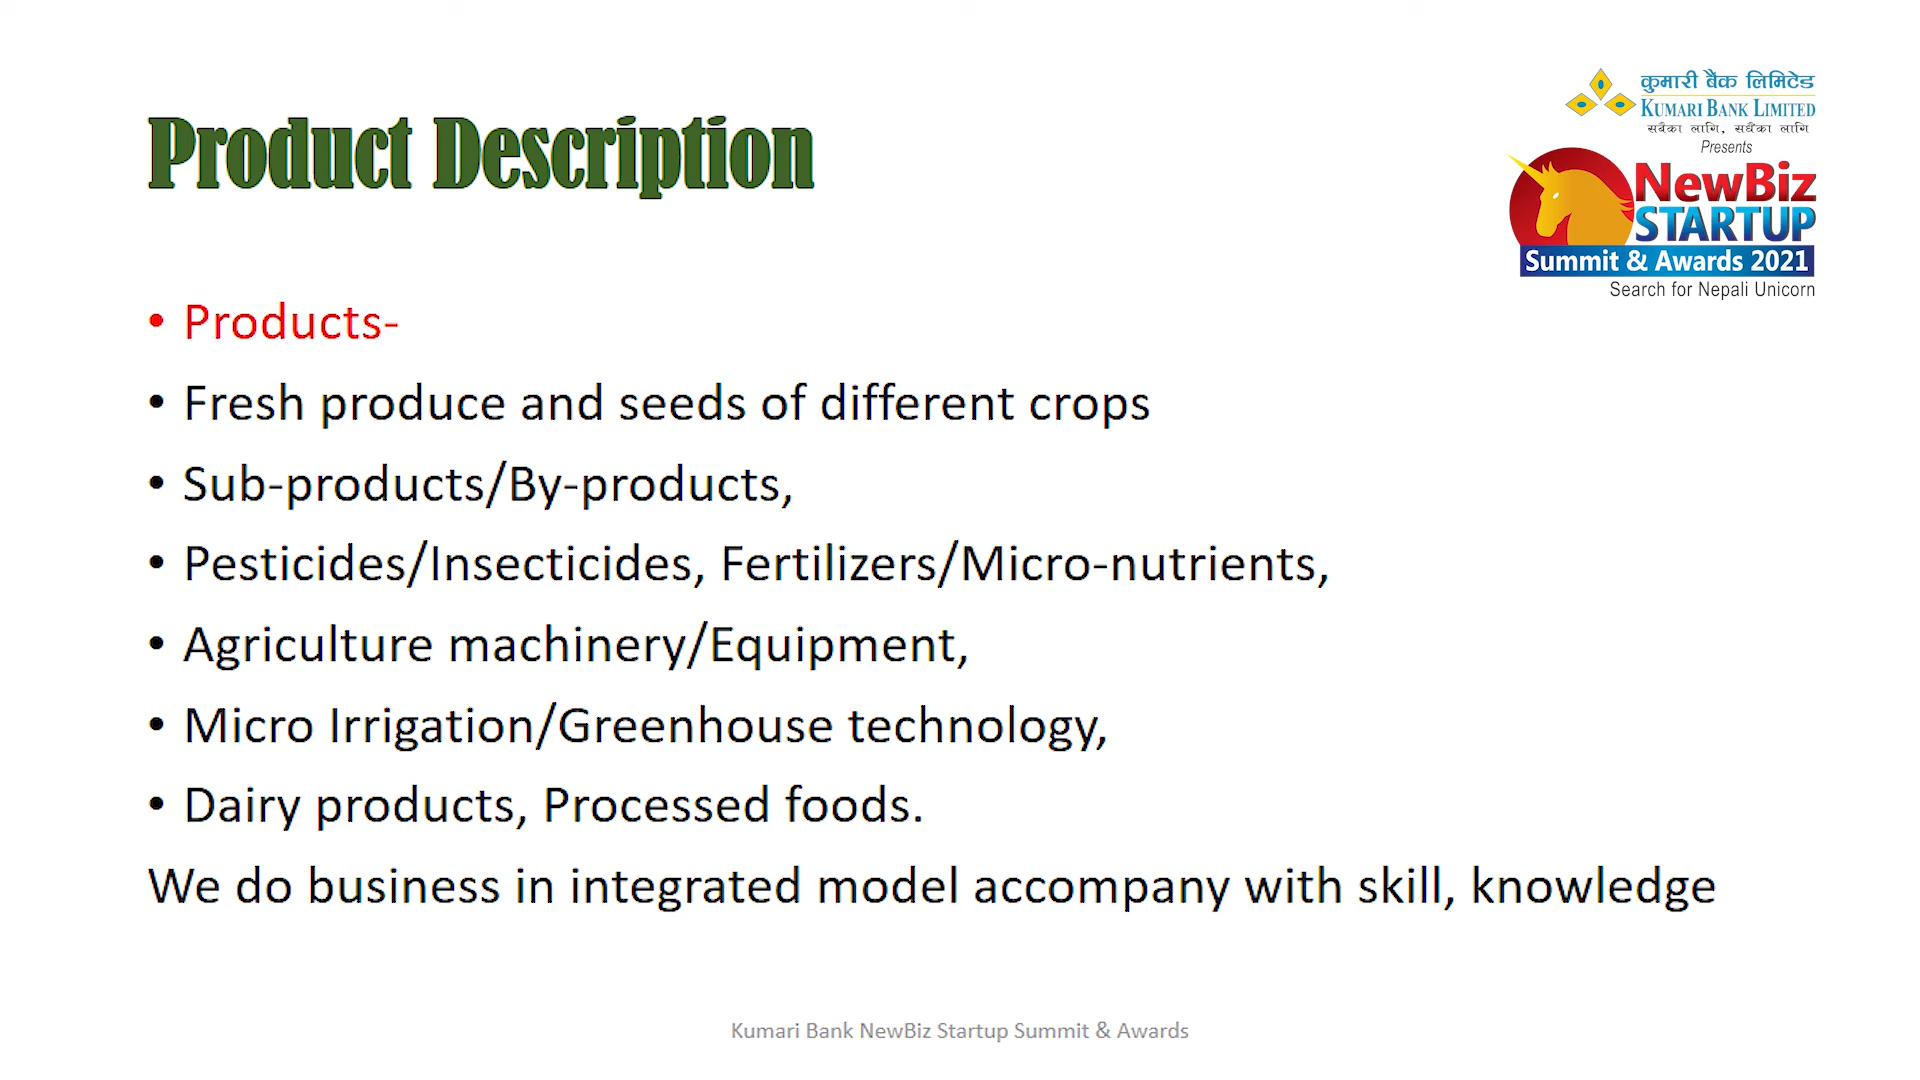 कुमारी बैंक लिमिटेड
KUMARI BANK LIMITED
सबैका लागि, सधैंका लागि
Presents
NewBiz
STARTUP
Summit & Awards 2021
Search for Nepali Unicorn
Product Description
• Products-
• Fresh produce and seeds of different crops
• Sub-products/By-products,
• Pesticides/Insecticides, Fertilizers/Micro-nutrients,
• Agriculture machinery/Equipment,
• Micro Irrigation/Greenhouse technology,
• Dairy products, Processed foods.
We do business in integrated model accompany with skill, knowledge
Kumari Bank NewBiz Startup Summit & Awards